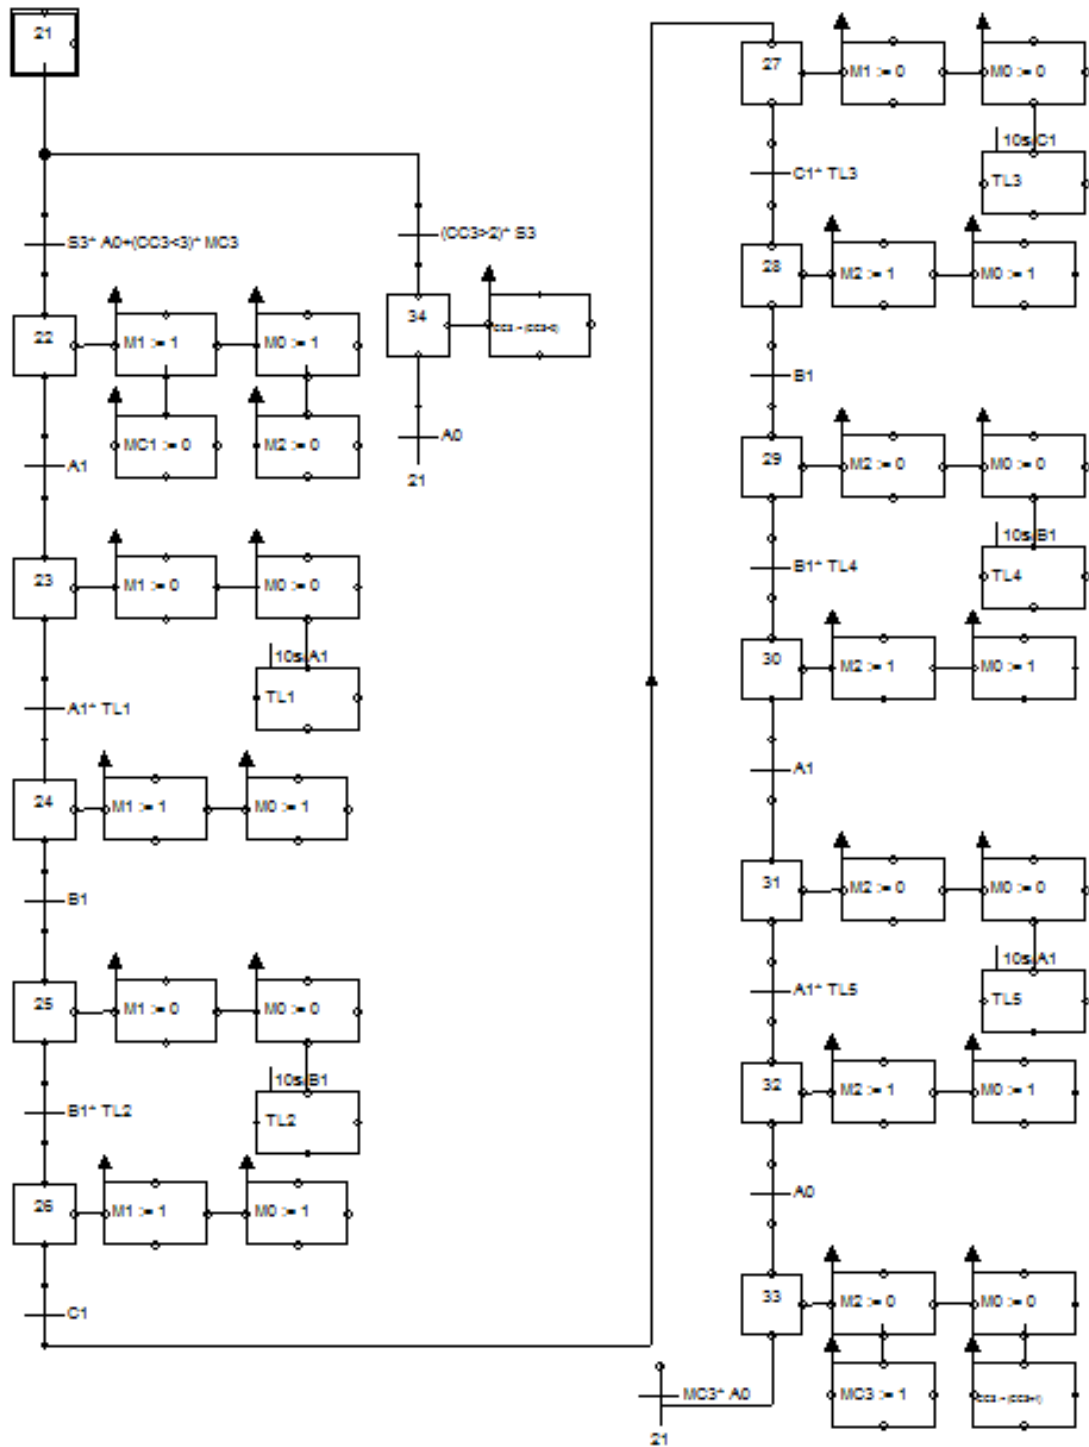 21
S3* A0+(CC3<3)* MC3
(CC3>2)* S3
22
M1 := 1
M0 := 1
34
MC1 := 0
M2 := 0
A1
A0
21
23
M1 := 0
M0 := 0
10s/A1
TL1
A1* TL1
24
M1 := 1
M0 := 1
B1
25
M1 := 0
M0 := 0
10s/B1
TL2
B1* TL2
26
M1 := 1
M0 := 1
C1
27
M1 := 0
M0 := 0
10s/C1
TL3
C1* TL3
28
M2 := 1
M0 := 1
B1
29
M2 := 0
M0 := 0
10s/B1
TL4
B1* TL4
30
M2 := 1
M0 := 1
A1
31
M2 := 0
M0 := 0
10s/A1
TL5
A1* TL5
32
M2 := 1
M0 := 1
A0
33
M2 := 0
M0 := 0
MC3 := 1
MC3* A0
21